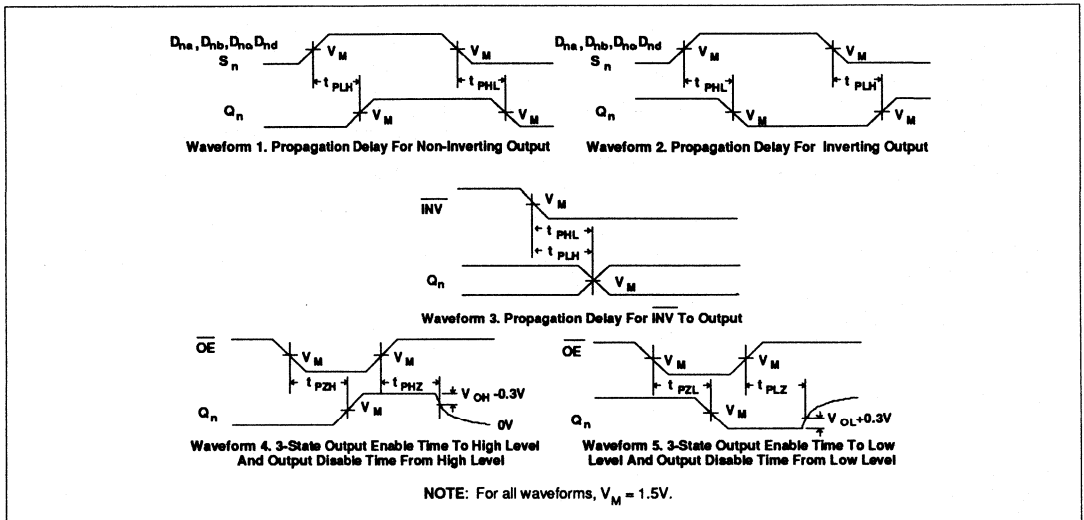 Dna, Dnb, Dnc, Dnd
Sn
VM
VM
tPLH
tPHL
Qn
VM
VM
Waveform 1. Propagation Delay For Non-Inverting Output
Dna, Dnb, Dnc, Dnd
Sn
VM
VM
tPHL
tPLH
Qn
VM
VM
Waveform 2. Propagation Delay For Inverting Output
INV
VM
tPHL
tPLH
Qn
VM
Waveform 3. Propagation Delay For INV To Output
OE
VM
VM
tPZH
tPHZ
VOH -0.3V
Qn
VM
0V
Waveform 4. 3-State Output Enable Time To High Level
And Output Disable Time From High Level
OE
VM
VM
tPZL
tPLZ
Qn
VM
VOL+0.3V
Waveform 5. 3-State Output Enable Time To Low
Level And Output Disable Time From Low Level
NOTE: For all waveforms, VM = 1.5V.